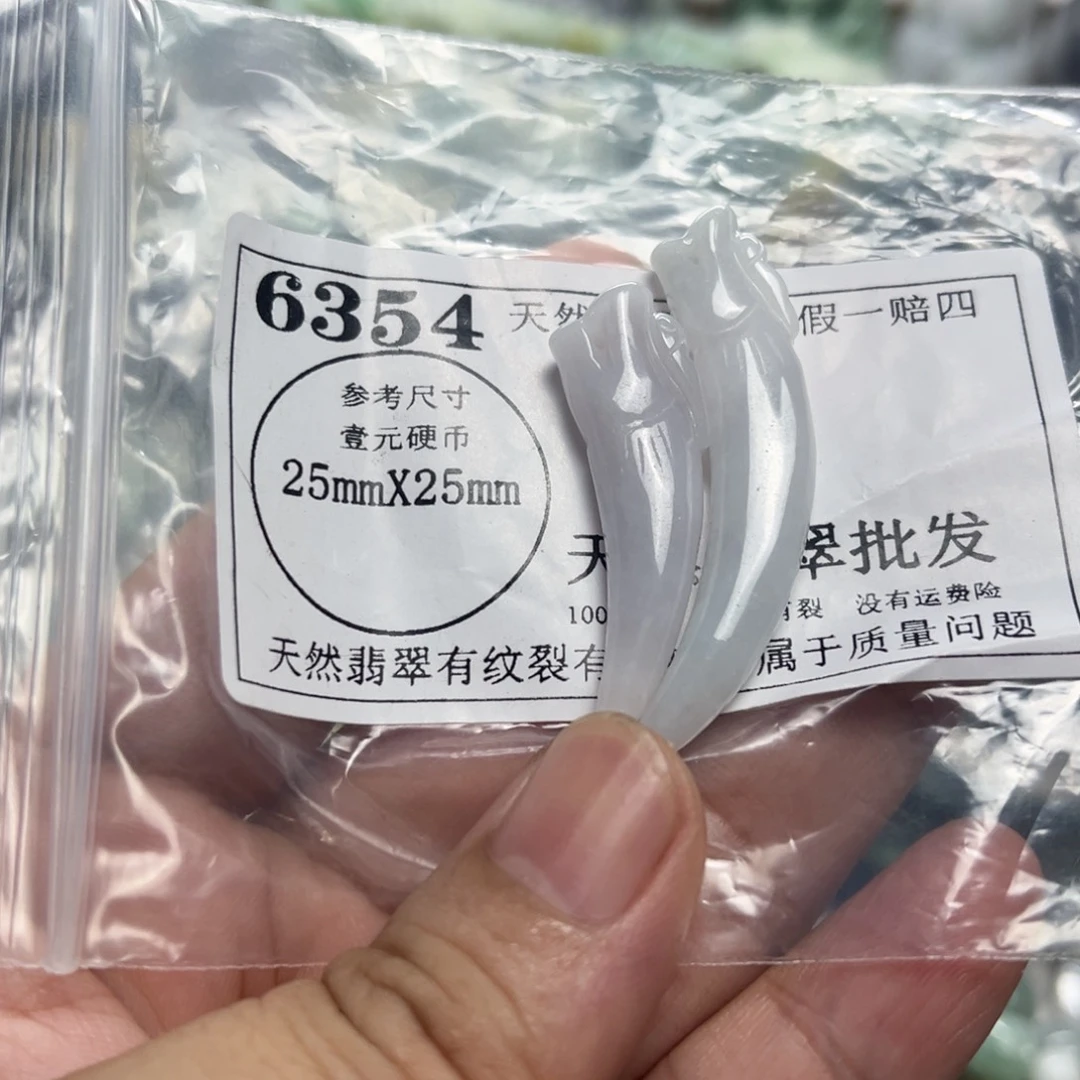 6354 天然 假一赔四
参考尺寸
壹元硬币
25mmX25mm
天 翠批发
100 有裂 没有运费险
天然翡翠有纹裂有 属于质量问题